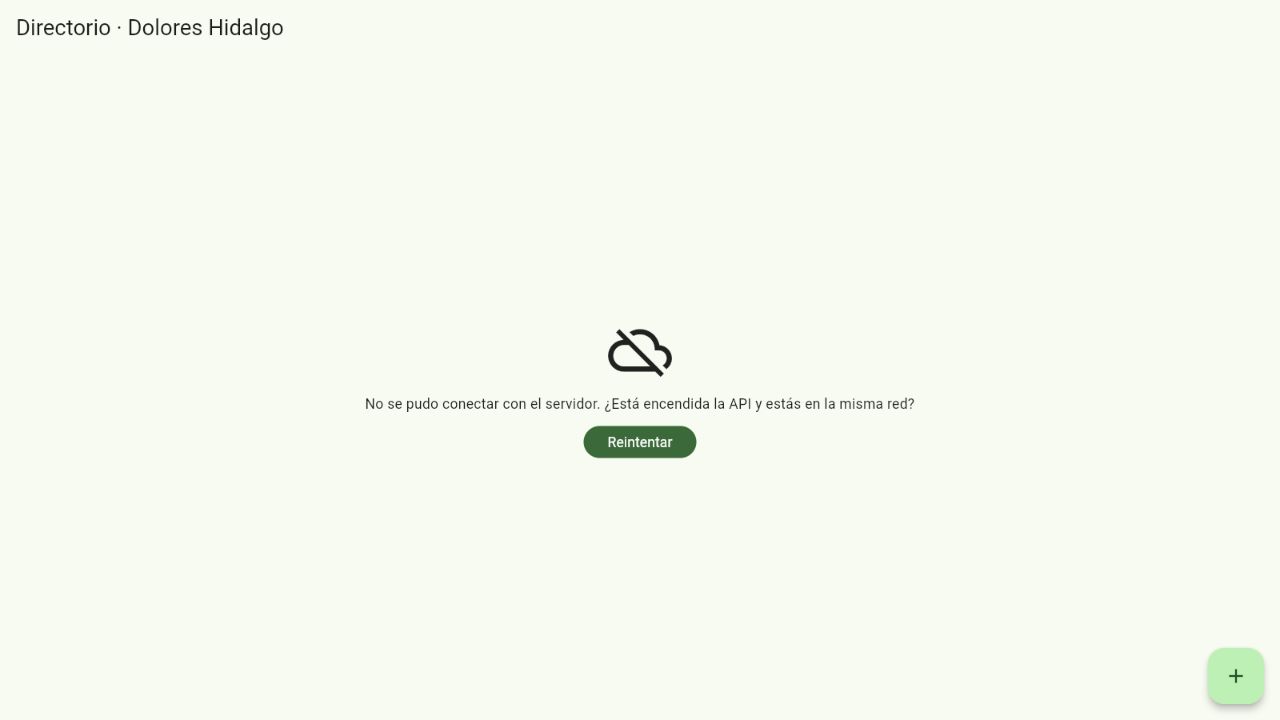 Directorio · Dolores Hidalgo
No se pudo conectar con el servidor. ¿Está encendida la API y estás en la misma red?
Reintentar